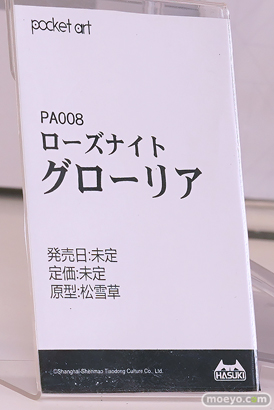 pocket art
PA008
ローズナイト
グローリア
発売日:未定
定価:未定
原型:松雪草
©Shanghai-Shenmao Tiaodong Culture Co., Ltd.
HASUKI
www.moeyo.com